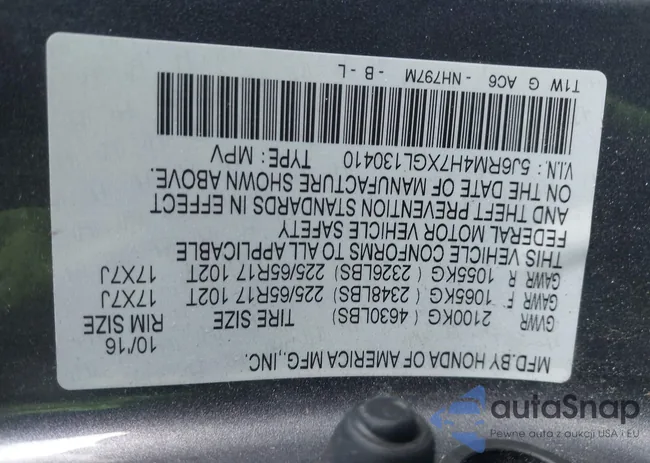 MFD.BY HONDA OF AMERICA MFG.,INC. 10/16
GVWR 2100KG ( 4630LBS) TIRE SIZE RIM SIZE
GAWR F 1065KG ( 2348LBS) 225/65R17 102T 17X7J
GAWR R 1055KG ( 2326LBS) 225/65R17 102T 17X7J
THIS VEHICLE CONFORMS TO ALL APPLICABLE
FEDERAL MOTOR VEHICLE SAFETY
AND THEFT PREVENTION STANDARDS IN EFFECT
ON THE DATE OF MANUFACTURE SHOWN ABOVE.
V.I.N.: 5J6RM4H7XGL130410 TYPE: MPV
T1W G AC6 - NH797M - B - L
autoSnap
Pewne auta z aukcji USA i EU